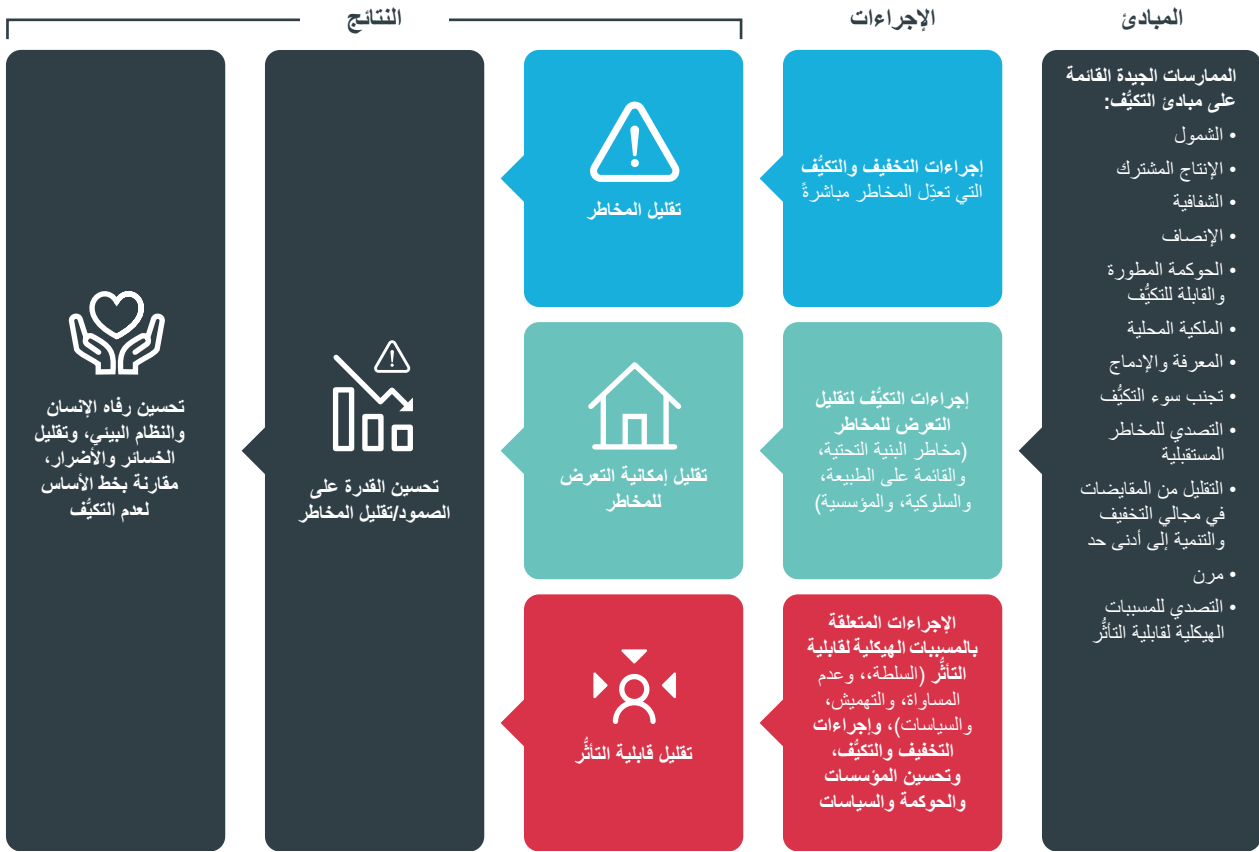 المبادئ
الإجراءات
النتائج
الممارسات الجيدة القائمة
على مبادئ التكيُّف:
• الشمول
• الإنتاج المشترك
• الشفافية
• الإنصاف
• الحوكمة المطورة
والقابلة للتكيُّف
• الملكية المحلية
• المعرفة والإدماج
• تجنب سوء التكيُّف
• التصدي للمخاطر
المستقبلية
• التقليل من المقايضات
في مجالي التخفيف
والتنمية إلى أدنى حد
• مرن
• التصدي للمسببات
الهيكلية لقابلية التأثُّر
إجراءات التخفيف والتكيُّف
التي تعدِّل المخاطر مباشرةً
إجراءات التكيُّف لتقليل
التعرض للمخاطر
(مخاطر البنية التحتية،
والقائمة على الطبيعة،
والسلوكية، والمؤسسية)
الإجراءات المتعلقة
بالمسببات الهيكلية لقابلية
التأثُّر (السلطة،، وعدم
المساواة، والتهميش،
والسياسات)، وإجراءات
التخفيف والتكيُّف،
وتحسين المؤسسات
والحوكمة والسياسات
تقليل المخاطر
تقليل إمكانية التعرض
للمخاطر
تقليل قابلية التأثُّر
تحسين القدرة على
الصمود/تقليل المخاطر
تحسين رفاه الإنسان
والنظام البيئي، وتقليل
الخسائر والأضرار،
مقارنة بخط الأساس
لعدم التكيُّف